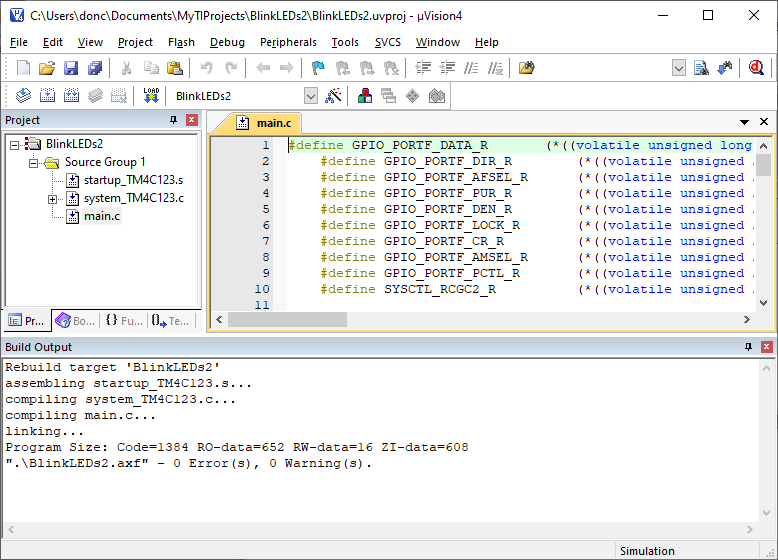 C:\Users\donc\Documents\MyTIProjects\BlinkLEDs2\BlinkLEDs2.uvproj - µVision4
File Edit View Project Flash Debug Peripherals Tools SVCS Window Help
LOAD BlinkLEDs2
Project
BlinkLEDs2
Source Group 1
startup_TM4C123.s
system_TM4C123.c
main.c
Pr... Bo... {} Fu... Te...
main.c
1 #define GPIO_PORTF_DATA_R (*((volatile unsigned long
2 #define GPIO_PORTF_DIR_R (*((volatile unsigned
3 #define GPIO_PORTF_AFSEL_R (*((volatile unsigned
4 #define GPIO_PORTF_PUR_R (*((volatile unsigned
5 #define GPIO_PORTF_DEN_R (*((volatile unsigned
6 #define GPIO_PORTF_LOCK_R (*((volatile unsigned
7 #define GPIO_PORTF_CR_R (*((volatile unsigned
8 #define GPIO_PORTF_AMSEL_R (*((volatile unsigned
9 #define GPIO_PORTF_PCTL_R (*((volatile unsigned
10 #define SYSCTL_RCGC2_R (*((volatile unsigned
11
Build Output
Rebuild target 'BlinkLEDs2'
assembling startup_TM4C123.s...
compiling system_TM4C123.c...
compiling main.c...
linking...
Program Size: Code=1384 RO-data=652 RW-data=16 ZI-data=608
".\BlinkLEDs2.axf" - 0 Error(s), 0 Warning(s).
Simulation